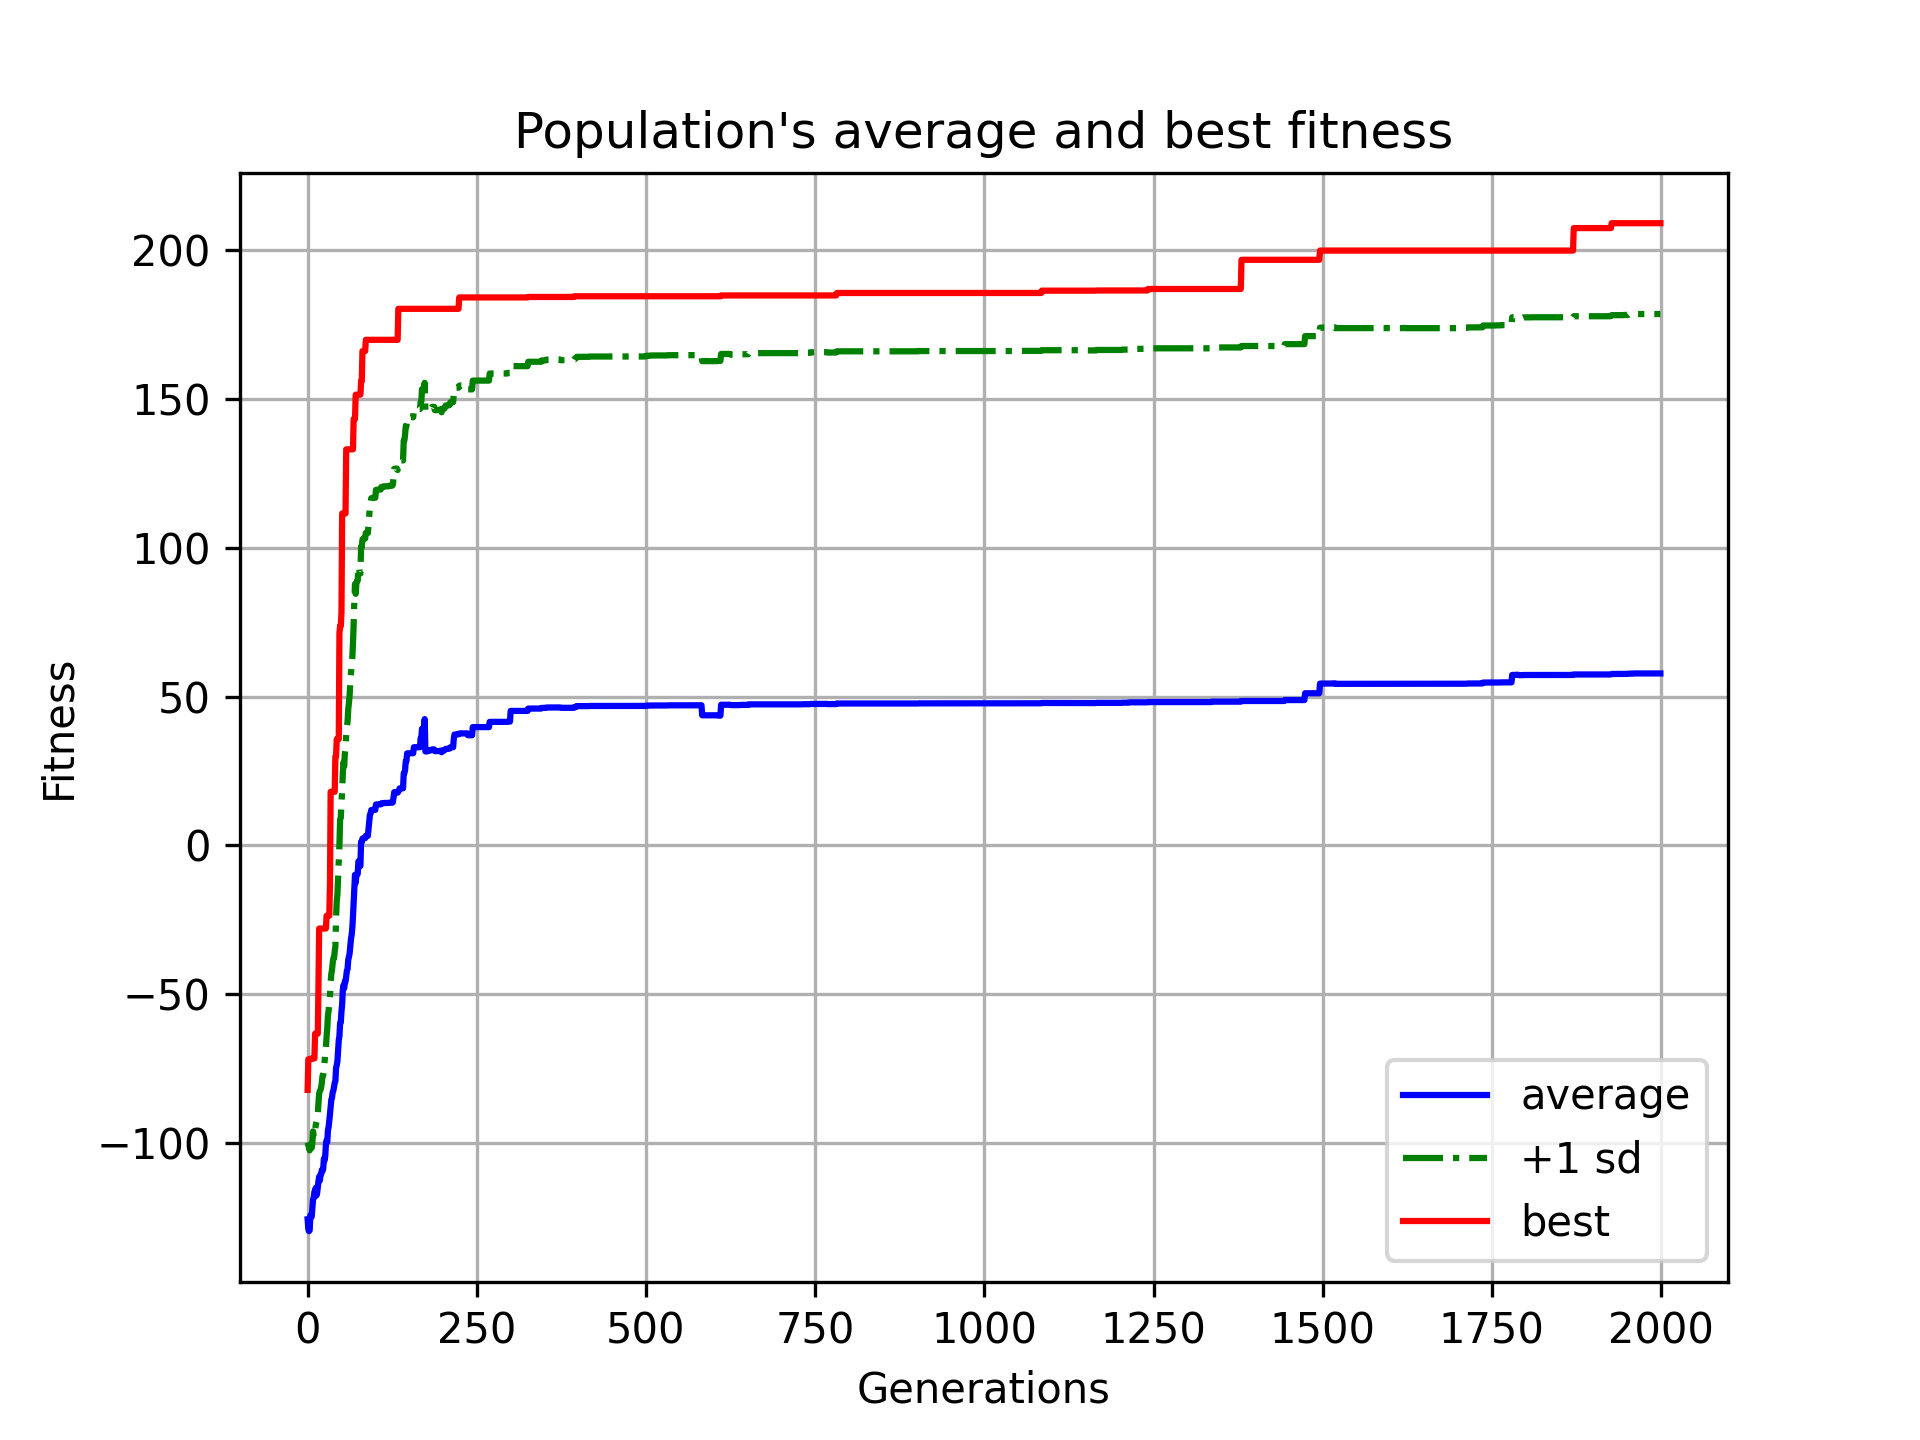 Population's average and best fitness
Fitness
200
150
100
50
0
−50
−100
average
+1 sd
best
0 250 500 750 1000 1250 1500 1750 2000
Generations